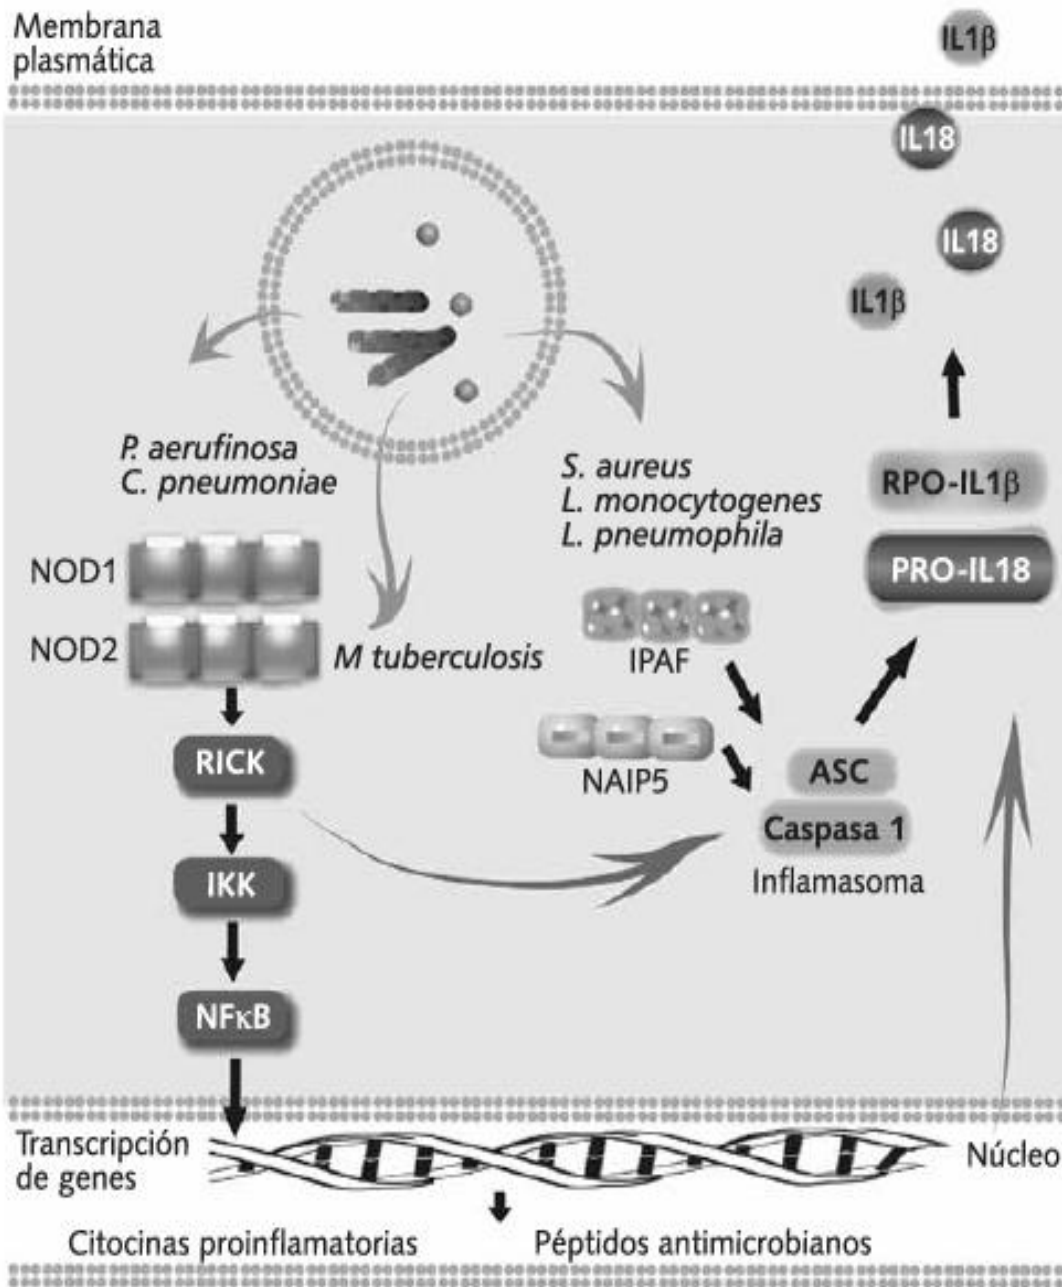 Membrana
plasmática
IL1β
IL18
IL18
IL1β
P. aerufinosa
C. pneumoniae
S. aureus
L. monocytogenes
L. pneumophila
RPO-IL1β
PRO-IL18
NOD1
NOD2
M tuberculosis
IPAF
RICK
NAIP5
ASC
Caspasa 1
Inflamasoma
IKK
NFκB
Transcripción
de genes
Núcleo
Citocinas proinflamatorias
Péptidos antimicrobianos